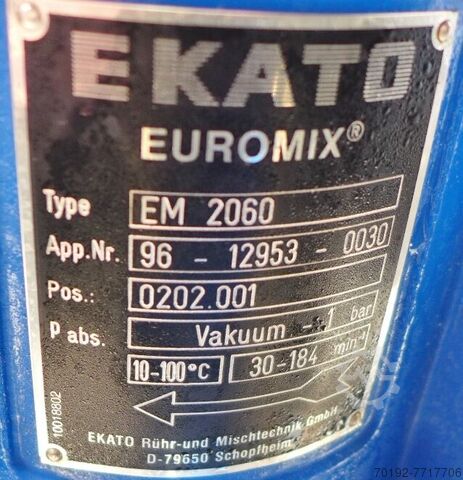 EKATO
EUROMIX®
Type EM 2060
App.Nr. 96 - 12953 - 0030
Pos.: 0202.001
P abs. Vakuum - 1 bar
10-100°C 30-184 min-1
10018802
EKATO Rühr-und Mischtechnik GmbH
D-79650 Schopfheim
70192-7717706